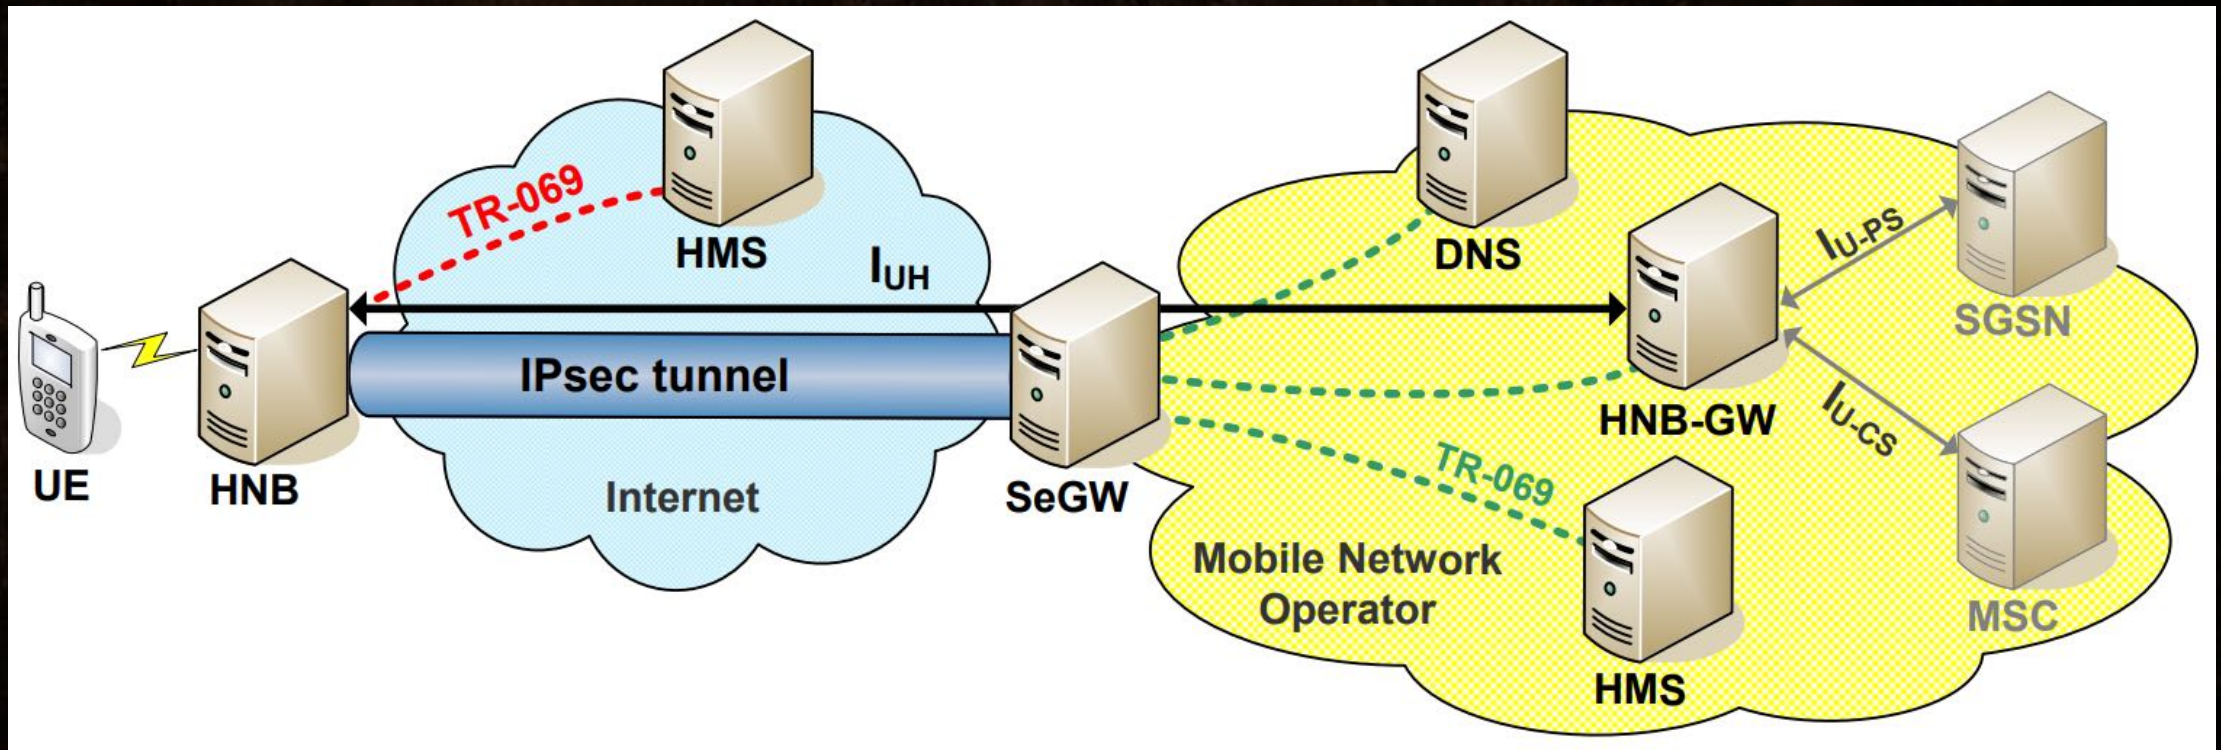 TR-069
HMS
IUH
DNS
IU-PS
SGSN
IPsec tunnel
UE
HNB
Internet
SeGW
HNB-GW
IU-CS
TR-069
Mobile Network
Operator
MSC
HMS